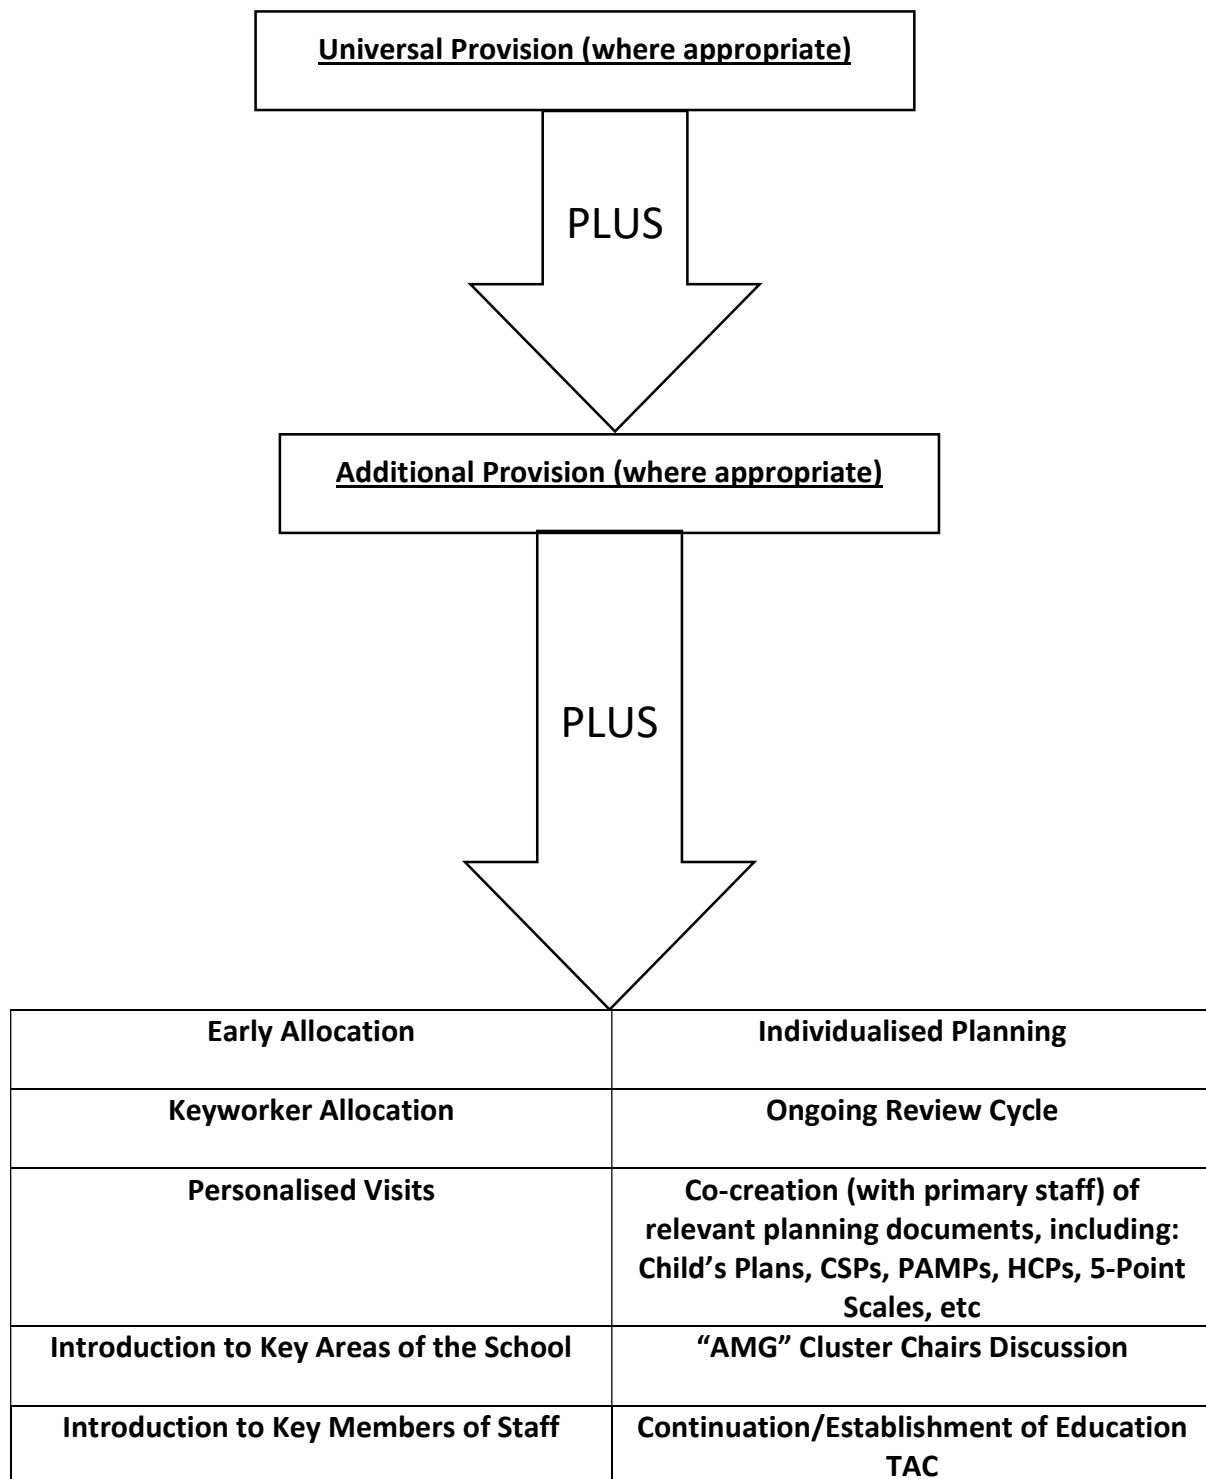 Universal Provision (where appropriate)
PLUS
Additional Provision (where appropriate)
PLUS
Early Allocation
Individualised Planning
Keyworker Allocation
Ongoing Review Cycle
Personalised Visits
Co-creation (with primary staff) of
relevant planning documents, including:
Child’s Plans, CSPs, PAMPs, HCPs, 5-Point
Scales, etc
Introduction to Key Areas of the School
“AMG” Cluster Chairs Discussion
Introduction to Key Members of Staff
Continuation/Establishment of Education
TAC